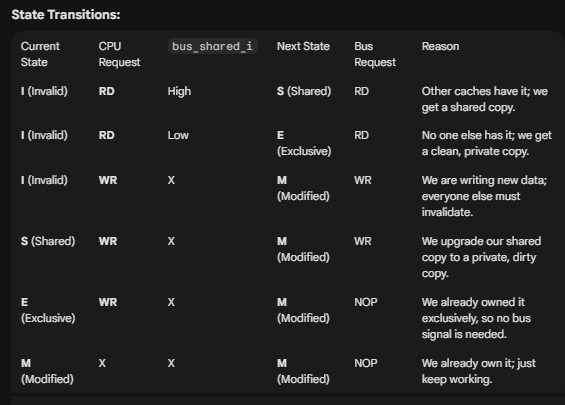 State Transitions:
Current State CPU Request bus_shared_i Next State Bus Request Reason
I (Invalid) RD High S (Shared) RD Other caches have it; we get a shared copy.
I (Invalid) RD Low E (Exclusive) RD No one else has it; we get a clean, private copy.
I (Invalid) WR X M (Modified) WR We are writing new data; everyone else must invalidate.
S (Shared) WR X M (Modified) WR We upgrade our shared copy to a private, dirty copy.
E (Exclusive) WR X M (Modified) NOP We already owned it exclusively, so no bus signal is needed.
M (Modified) X X M (Modified) NOP We already own it; just keep working.